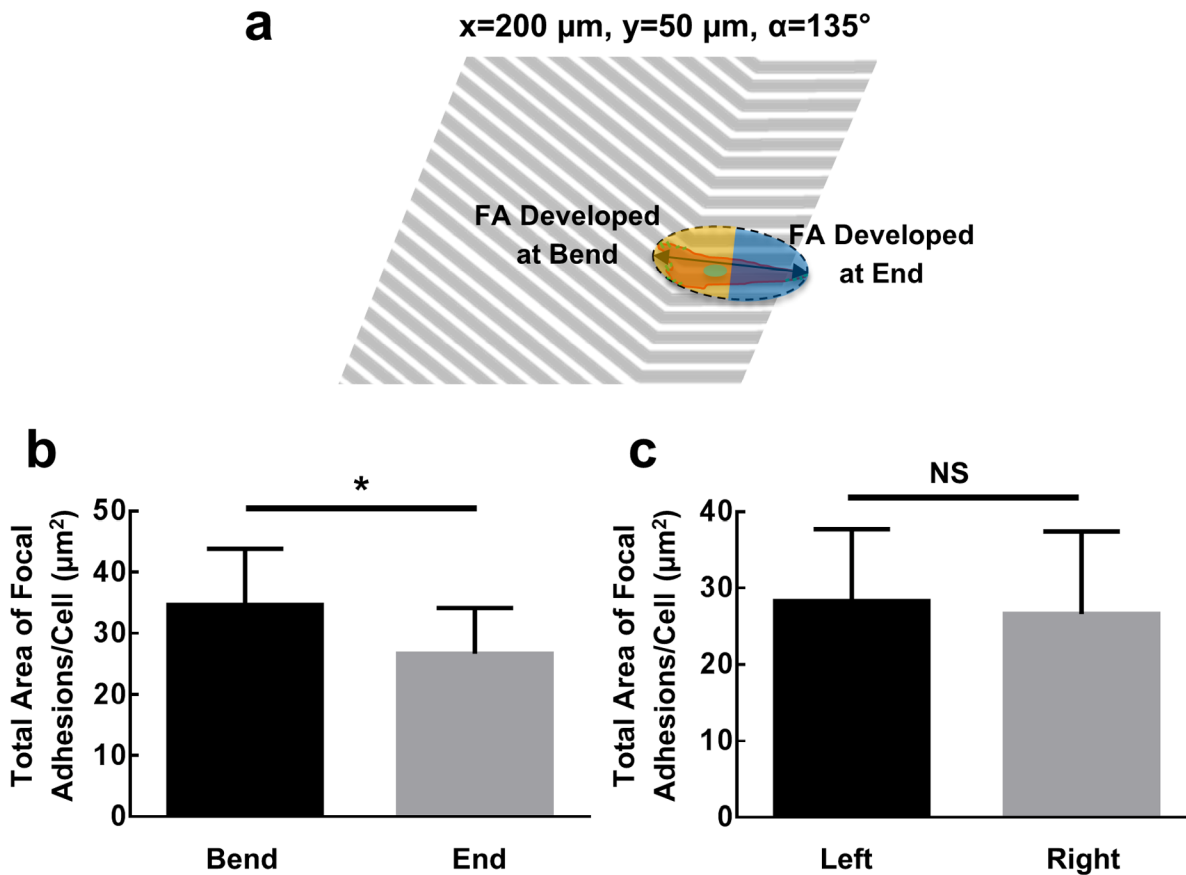 a
x=200 μm, y=50 μm, α=135°
FA Developed
at Bend
FA Developed
at End
b
*
Total Area of Focal
Adhesions/Cell (μm²)
50
40
30
20
10
0
Bend
End
c
NS
Total Area of Focal
Adhesions/Cell (μm²)
40
30
20
10
0
Left
Right